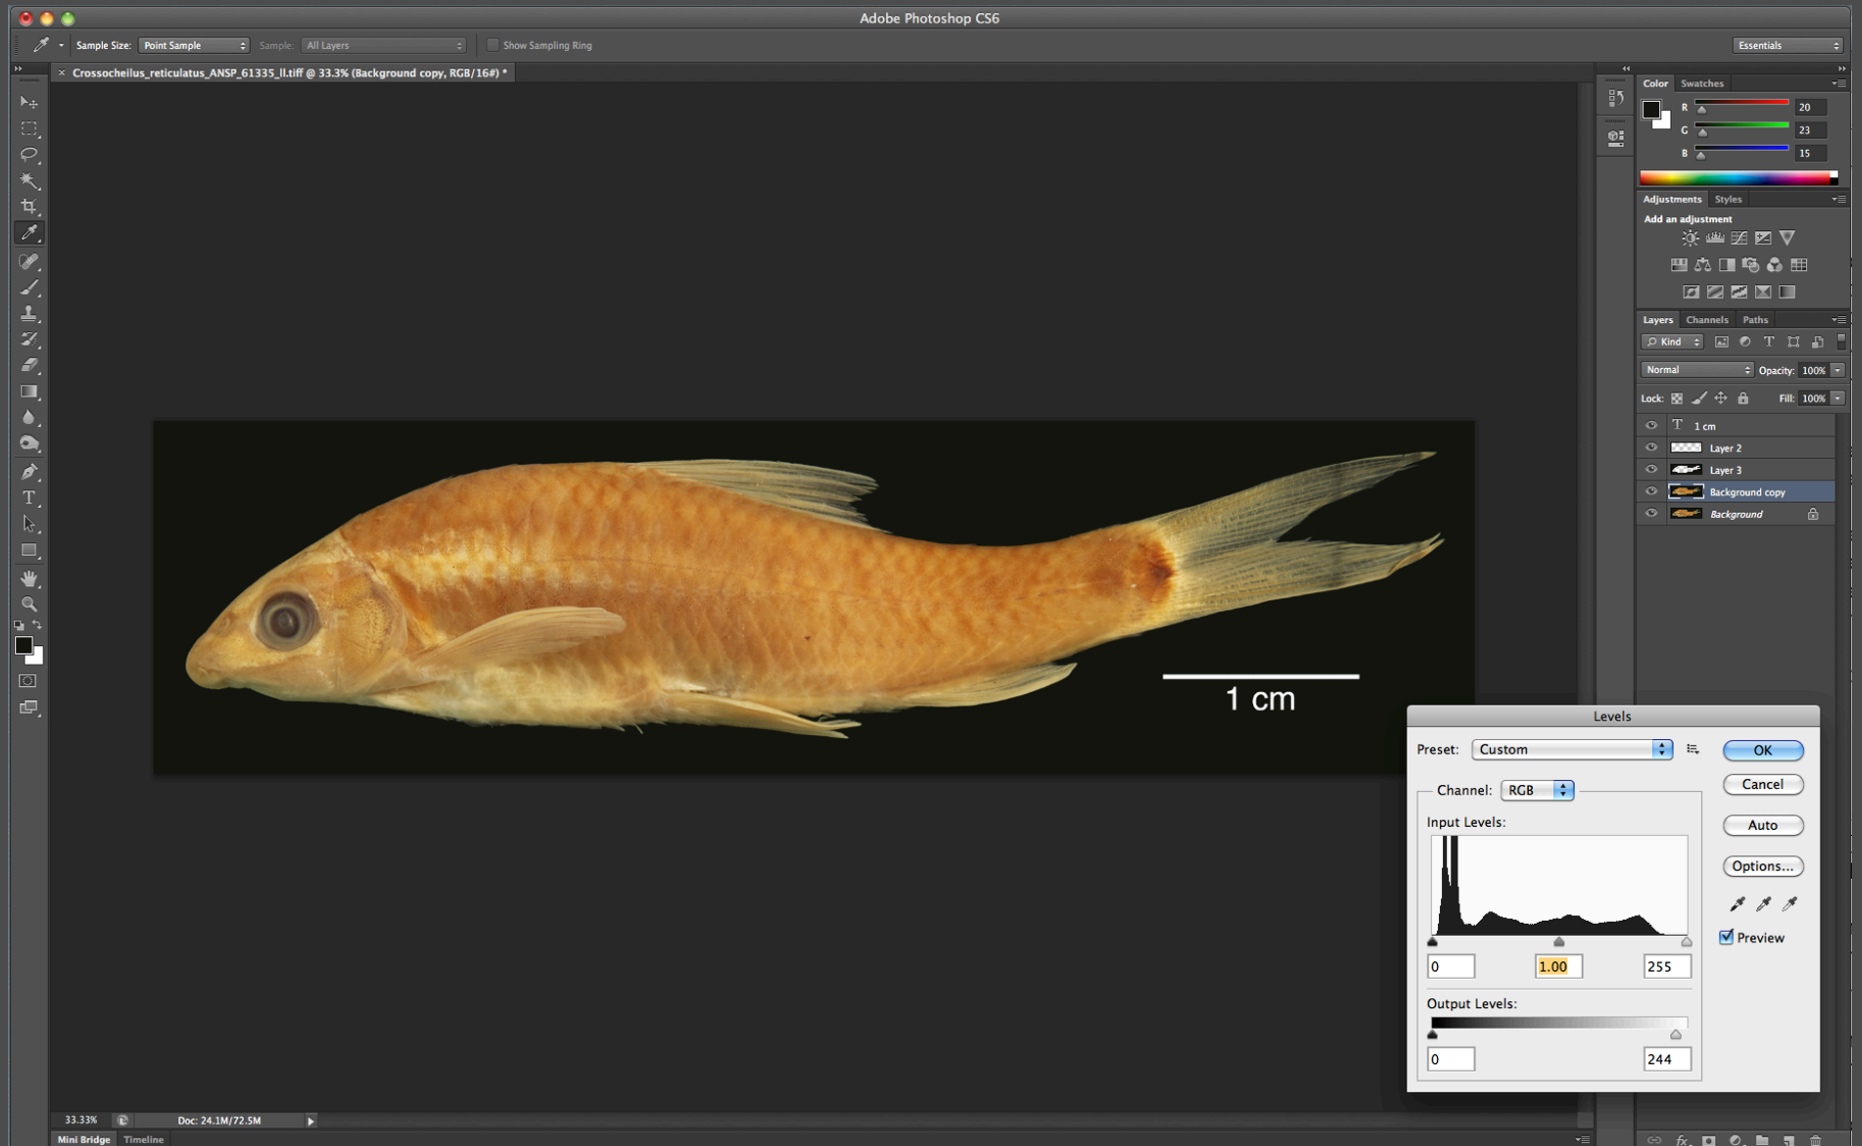 Adobe Photoshop CS6
Sample Size: Point Sample Sample: All Layers Show Sampling Ring Essentials
× Crossocheilus_reticulatus_ANSP_61335_ll.tiff @ 33.3% (Background copy, RGB/16#) *
Color Swatches
R 20
G 23
B 15
Adjustments Styles
Add an adjustment
Layers Channels Paths
Kind T
Normal Opacity: 100%
Lock: Fill: 100%
T 1 cm
Layer 2
Layer 3
Background copy
Background
1 cm
Levels
Preset: Custom OK
Cancel
Channel: RGB
Input Levels: Auto
Options...
Preview
0 1.00 255
Output Levels:
0 244
33.33% Doc: 24.1M/72.5M
Mini Bridge Timeline fx